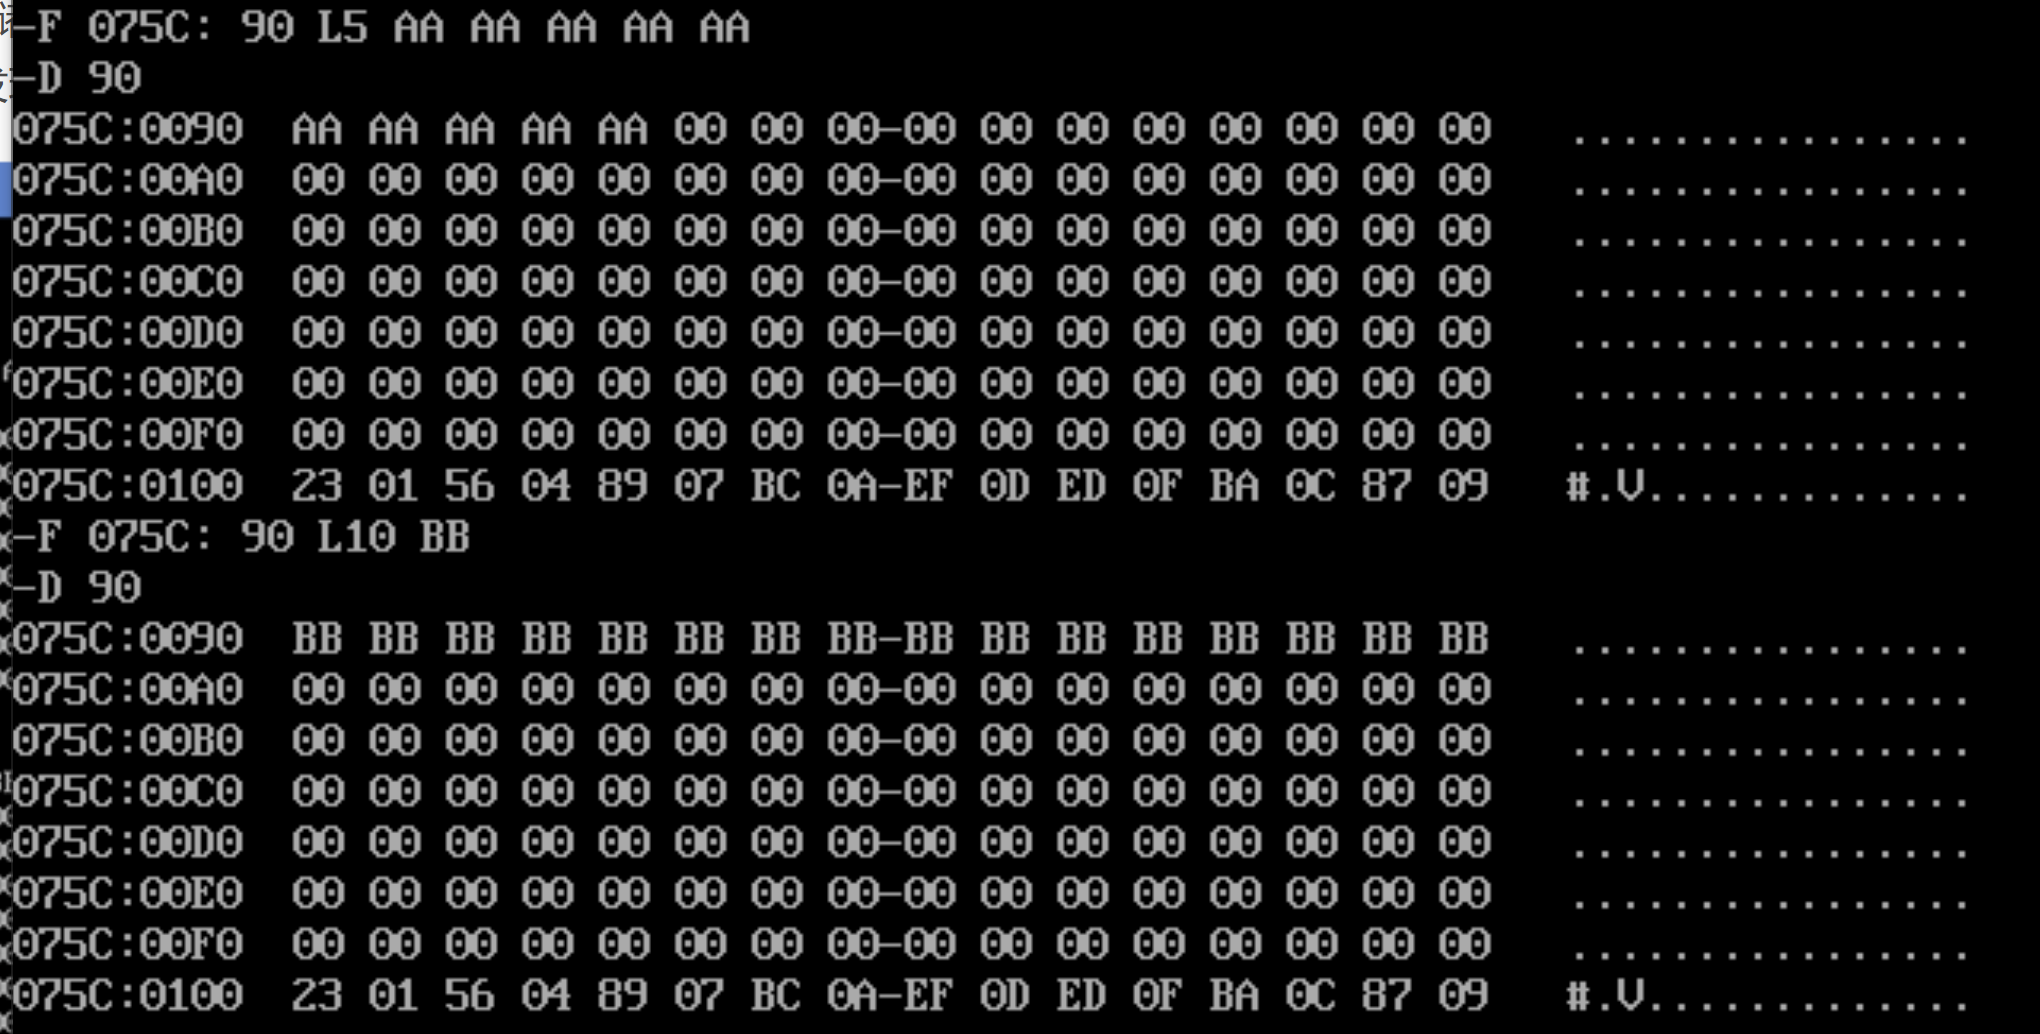 -F 075C: 90 L5 AA AA AA AA AA
-D 90
075C:0090  AA AA AA AA AA 00 00 00-00 00 00 00 00 00 00 00   ................
075C:00A0  00 00 00 00 00 00 00 00-00 00 00 00 00 00 00 00   ................
075C:00B0  00 00 00 00 00 00 00 00-00 00 00 00 00 00 00 00   ................
075C:00C0  00 00 00 00 00 00 00 00-00 00 00 00 00 00 00 00   ................
075C:00D0  00 00 00 00 00 00 00 00-00 00 00 00 00 00 00 00   ................
075C:00E0  00 00 00 00 00 00 00 00-00 00 00 00 00 00 00 00   ................
075C:00F0  00 00 00 00 00 00 00 00-00 00 00 00 00 00 00 00   ................
075C:0100  23 01 56 04 89 07 BC 0A-EF 0D ED 0F BA 0C 87 09   #.V.............
-F 075C: 90 L10 BB
-D 90
075C:0090  BB BB BB BB BB BB BB BB-BB BB BB BB BB BB BB BB   ................
075C:00A0  00 00 00 00 00 00 00 00-00 00 00 00 00 00 00 00   ................
075C:00B0  00 00 00 00 00 00 00 00-00 00 00 00 00 00 00 00   ................
075C:00C0  00 00 00 00 00 00 00 00-00 00 00 00 00 00 00 00   ................
075C:00D0  00 00 00 00 00 00 00 00-00 00 00 00 00 00 00 00   ................
075C:00E0  00 00 00 00 00 00 00 00-00 00 00 00 00 00 00 00   ................
075C:00F0  00 00 00 00 00 00 00 00-00 00 00 00 00 00 00 00   ................
075C:0100  23 01 56 04 89 07 BC 0A-EF 0D ED 0F BA 0C 87 09   #.V.............